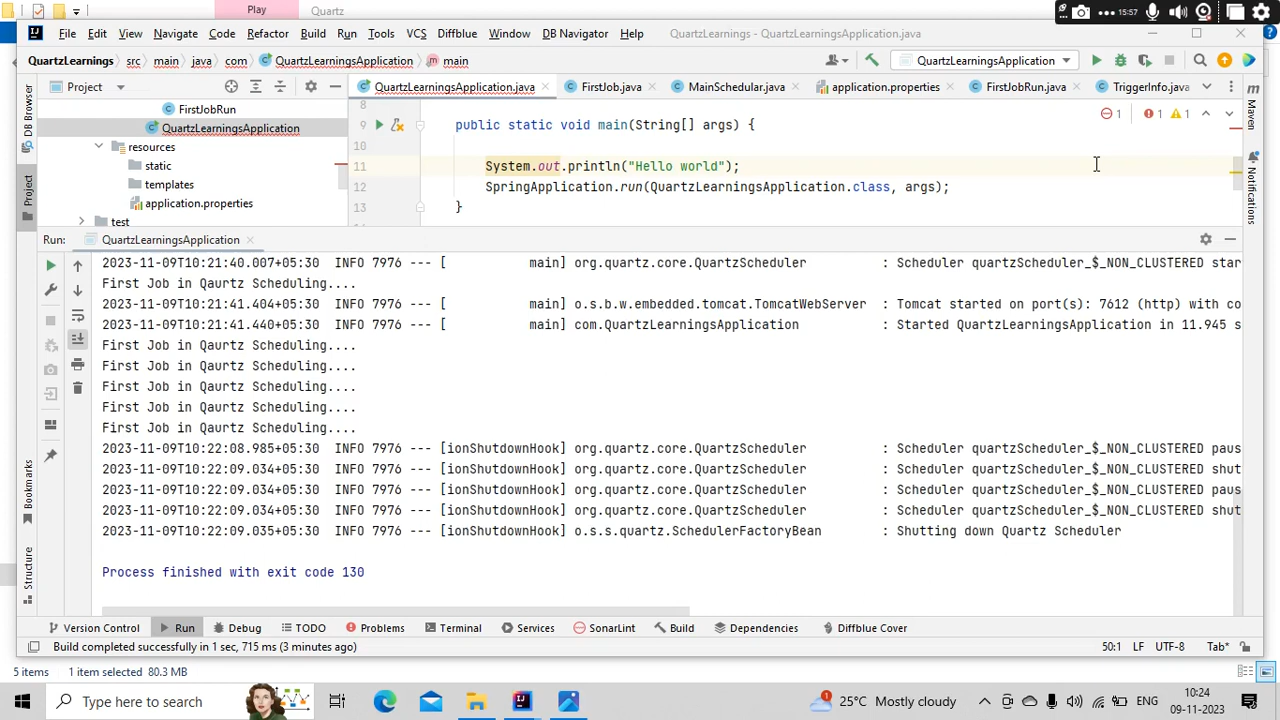 Play
Quartz
15:57
File Edit View Navigate Code Refactor Build Run Tools VCS Diffblue Window DB Navigator Help QuartzLearnings - QuartzLearningsApplication.java
QuartzLearnings src main java com QuartzLearningsApplication main QuartzLearningsApplication
DB Browser
Project
QuartzLearningsApplication.java FirstJob.java MainSchedular.java application.properties FirstJobRun.java TriggerInfo.java
Maven
Notifications
FirstJobRun
QuartzLearningsApplication
resources
static
templates
application.properties
test
Project
1 1 1
8
9 public static void main(String[] args) {
10
11 System.out.println("Hello world");
12 SpringApplication.run(QuartzLearningsApplication.class, args);
13 }
Run: QuartzLearningsApplication
2023-11-09T10:21:40.007+05:30 INFO 7976 --- [ main] org.quartz.core.QuartzScheduler : Scheduler quartzScheduler_$_NON_CLUSTERED star
First Job in Qaurtz Scheduling....
2023-11-09T10:21:41.404+05:30 INFO 7976 --- [ main] o.s.b.w.embedded.tomcat.TomcatWebServer : Tomcat started on port(s): 7612 (http) with co
2023-11-09T10:21:41.440+05:30 INFO 7976 --- [ main] com.QuartzLearningsApplication : Started QuartzLearningsApplication in 11.945 s
First Job in Qaurtz Scheduling....
First Job in Qaurtz Scheduling....
First Job in Qaurtz Scheduling....
First Job in Qaurtz Scheduling....
First Job in Qaurtz Scheduling....
2023-11-09T10:22:08.985+05:30 INFO 7976 --- [ionShutdownHook] org.quartz.core.QuartzScheduler : Scheduler quartzScheduler_$_NON_CLUSTERED paus
2023-11-09T10:22:09.034+05:30 INFO 7976 --- [ionShutdownHook] org.quartz.core.QuartzScheduler : Scheduler quartzScheduler_$_NON_CLUSTERED shut
2023-11-09T10:22:09.034+05:30 INFO 7976 --- [ionShutdownHook] org.quartz.core.QuartzScheduler : Scheduler quartzScheduler_$_NON_CLUSTERED paus
2023-11-09T10:22:09.034+05:30 INFO 7976 --- [ionShutdownHook] org.quartz.core.QuartzScheduler : Scheduler quartzScheduler_$_NON_CLUSTERED shut
2023-11-09T10:22:09.035+05:30 INFO 7976 --- [ionShutdownHook] o.s.s.quartz.SchedulerFactoryBean : Shutting down Quartz Scheduler
Process finished with exit code 130
Bookmarks
Structure
Version Control Run Debug TODO Problems Terminal Services SonarLint Build Dependencies Diffblue Cover
Build completed successfully in 1 sec, 715 ms (3 minutes ago) 50:1 LF UTF-8 Tab*
5 items 1 item selected 80.3 MB
Type here to search 1 25°C Mostly cloudy ENG 10:24
09-11-2023